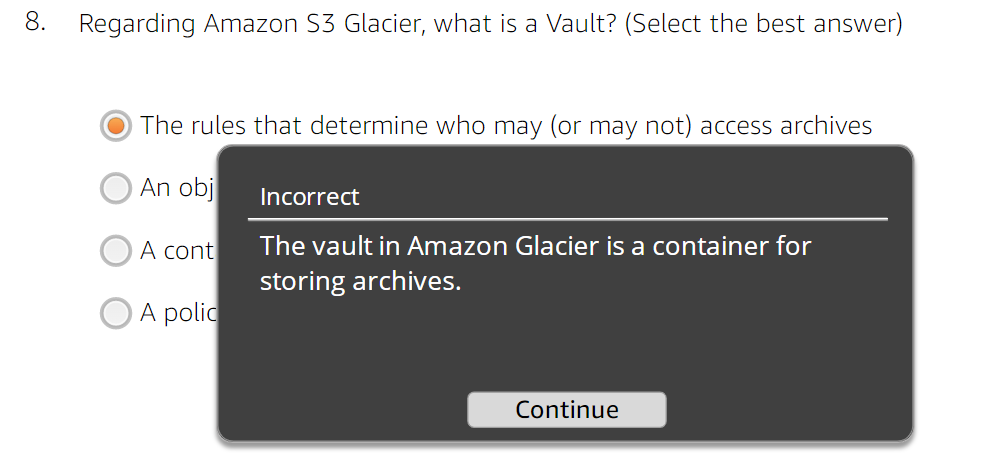 8. Regarding Amazon S3 Glacier, what is a Vault? (Select the best answer)
The rules that determine who may (or may not) access archives
An obj
Incorrect
A cont
The vault in Amazon Glacier is a container for
storing archives.
A polic
Continue